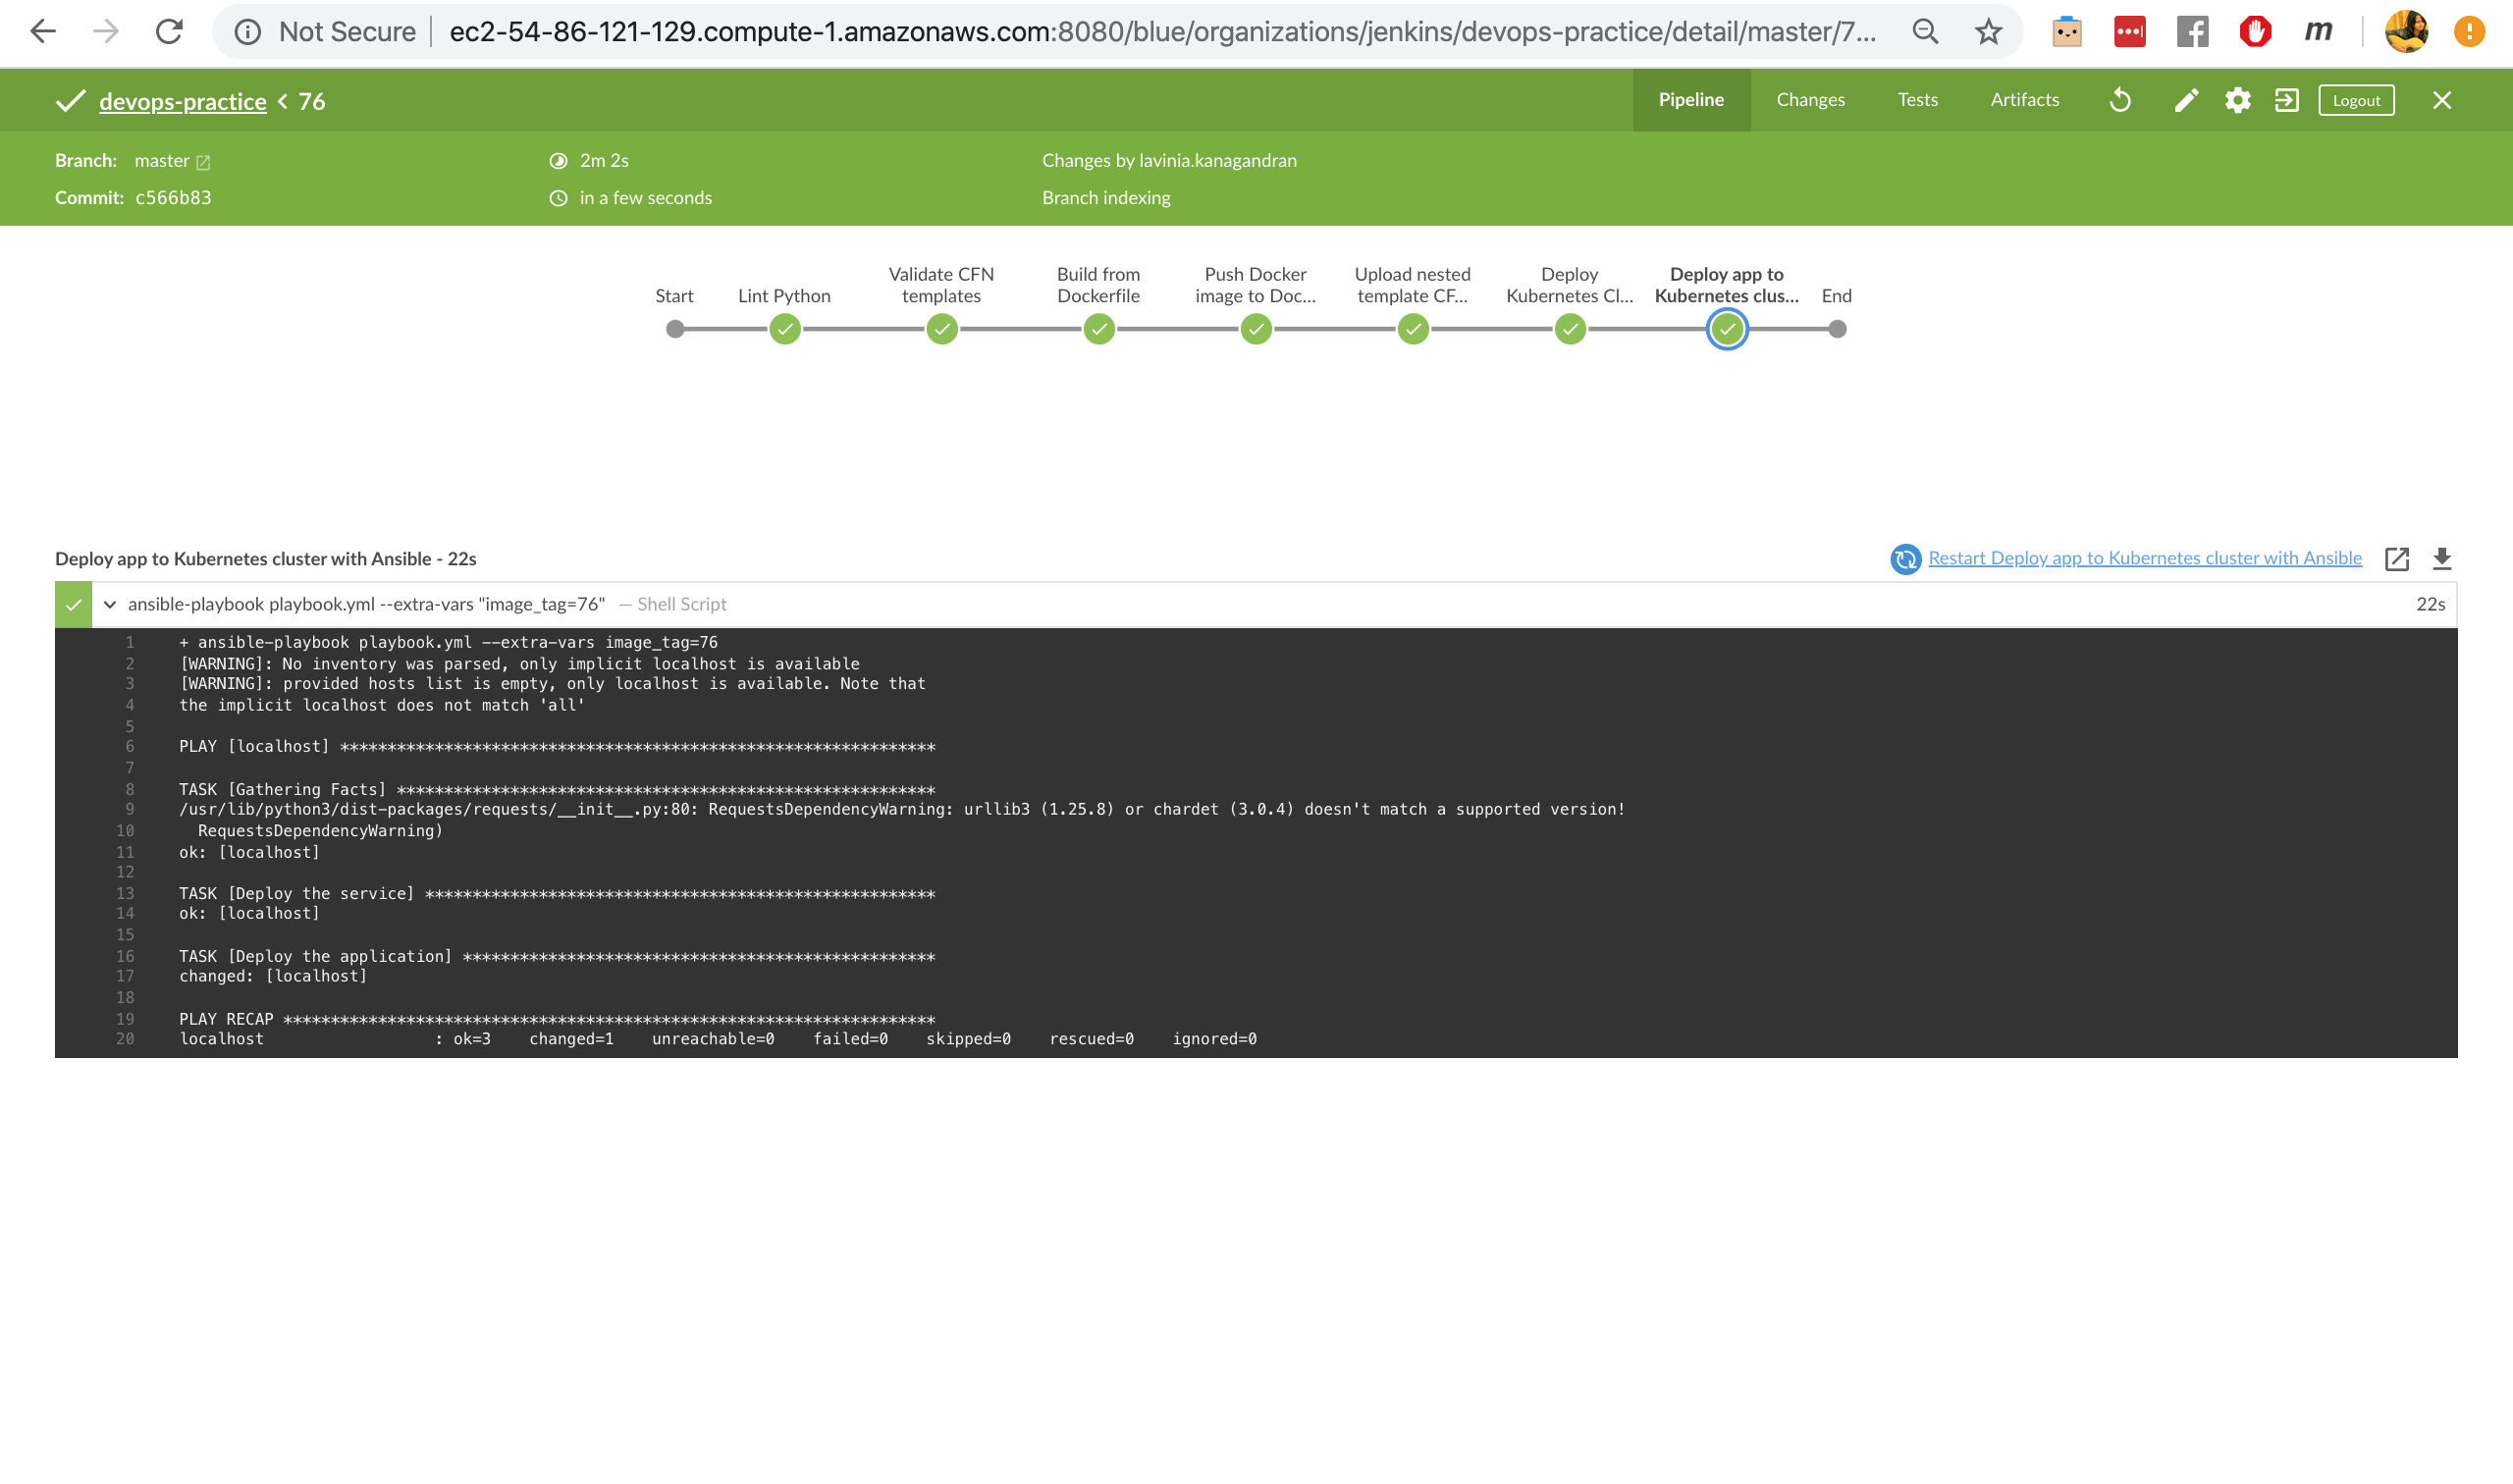 Not Secure | ec2-54-86-121-129.compute-1.amazonaws.com:8080/blue/organizations/jenkins/devops-practice/detail/master/7... m
devops-practice < 76 Pipeline Changes Tests Artifacts Logout
Branch: master 2m 2s Changes by lavinia.kanagandran
Commit: c566b83 in a few seconds Branch indexing
Start
Lint Python
Validate CFN templates
Build from Dockerfile
Push Docker image to Doc...
Upload nested template CF...
Deploy Kubernetes Cl...
Deploy app to Kubernetes clus...
End
Deploy app to Kubernetes cluster with Ansible - 22s Restart Deploy app to Kubernetes cluster with Ansible
ansible-playbook playbook.yml --extra-vars "image_tag=76" — Shell Script 22s
1 + ansible-playbook playbook.yml --extra-vars image_tag=76
2 [WARNING]: No inventory was parsed, only implicit localhost is available
3 [WARNING]: provided hosts list is empty, only localhost is available. Note that
4 the implicit localhost does not match 'all'
5
6 PLAY [localhost] ***************************************************************
7
8 TASK [Gathering Facts] *********************************************************
9 /usr/lib/python3/dist-packages/requests/__init__.py:80: RequestsDependencyWarning: urllib3 (1.25.8) or chardet (3.0.4) doesn't match a supported version!
10 RequestsDependencyWarning)
11 ok: [localhost]
12
13 TASK [Deploy the service] ******************************************************
14 ok: [localhost]
15
16 TASK [Deploy the application] **************************************************
17 changed: [localhost]
18
19 PLAY RECAP *********************************************************************
20 localhost : ok=3 changed=1 unreachable=0 failed=0 skipped=0 rescued=0 ignored=0